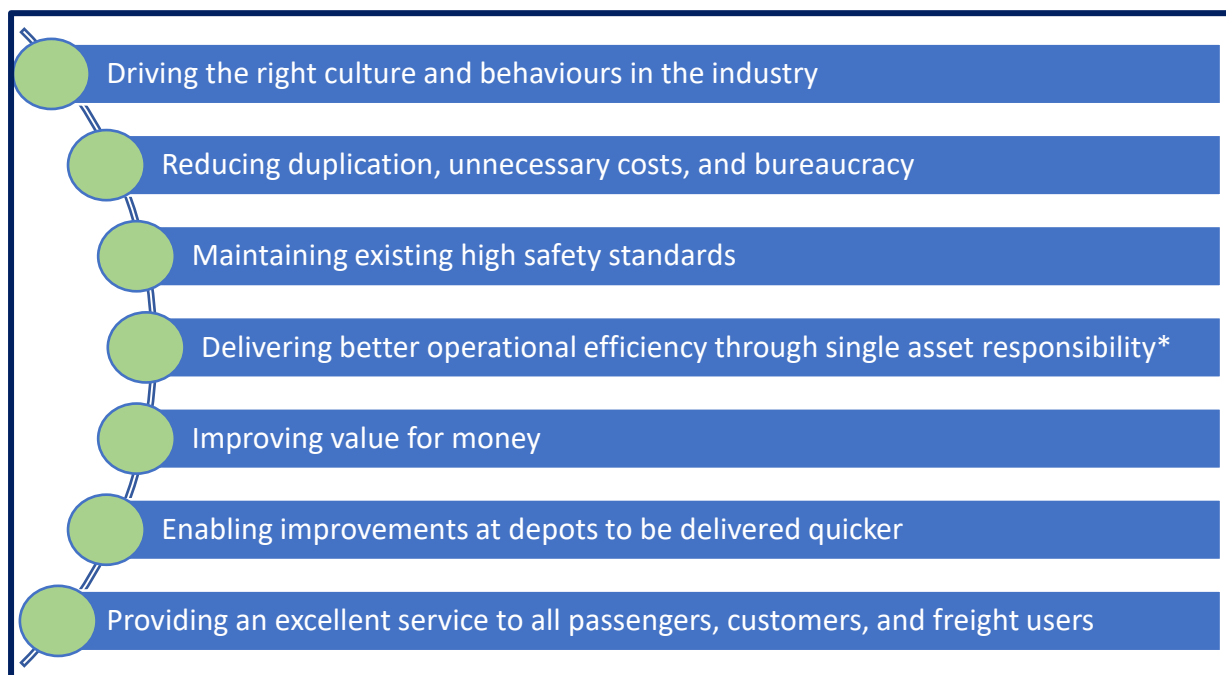 Driving the right culture and behaviours in the industry
Reducing duplication, unnecessary costs, and bureaucracy
Maintaining existing high safety standards
Delivering better operational efficiency through single asset responsibility*
Improving value for money
Enabling improvements at depots to be delivered quicker
Providing an excellent service to all passengers, customers, and freight users